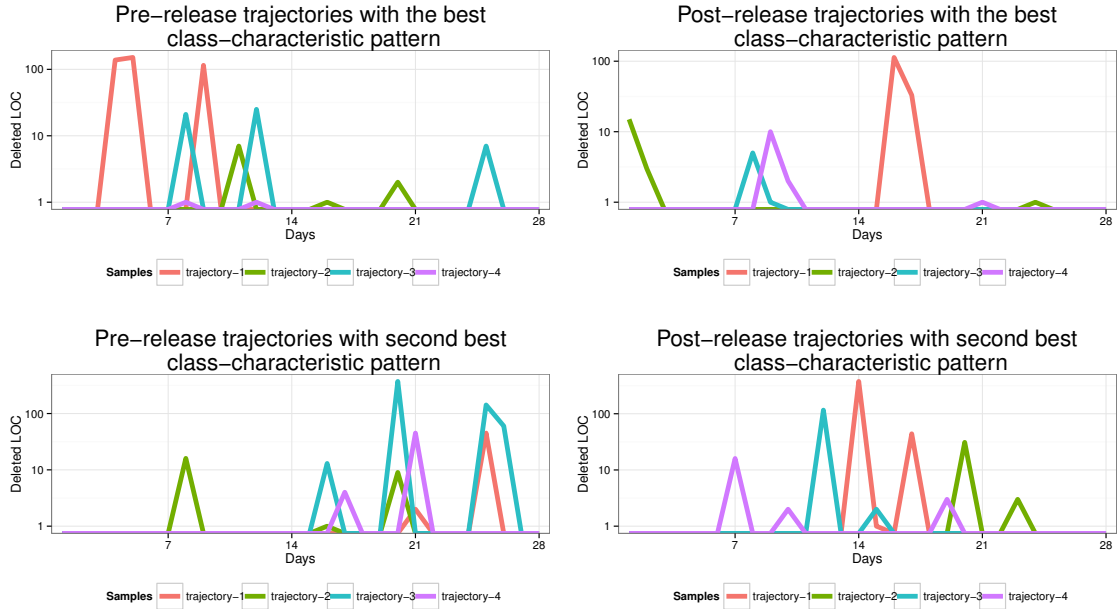 Pre−release trajectories with the best
class−characteristic pattern
Deleted LOC
100
10
1
7
14
21
28
Days
Samples trajectory−1 trajectory−2 trajectory−3 trajectory−4
Post−release trajectories with the best
class−characteristic pattern
Deleted LOC
100
10
1
7
14
21
28
Days
Samples trajectory−1 trajectory−2 trajectory−3 trajectory−4
Pre−release trajectories with second best
class−characteristic pattern
Deleted LOC
100
10
1
7
14
21
28
Days
Samples trajectory−1 trajectory−2 trajectory−3 trajectory−4
Post−release trajectories with second best
class−characteristic pattern
Deleted LOC
100
10
1
7
14
21
28
Days
Samples trajectory−1 trajectory−2 trajectory−3 trajectory−4